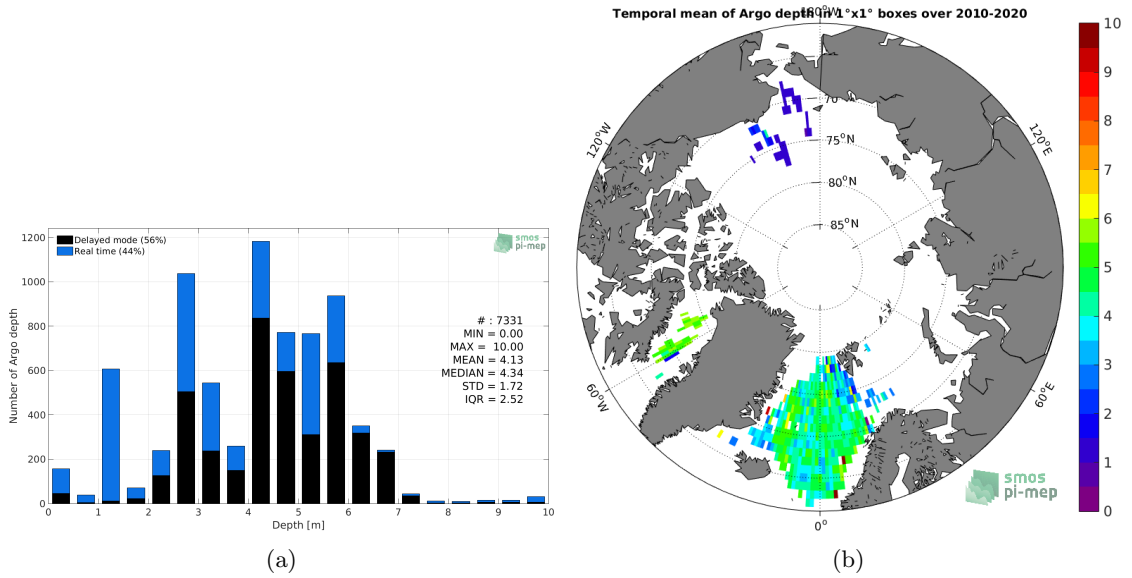 1200
1000
800
600
400
200
0
Number of Argo depth
Delayed mode (56%)
Real time (44%)
smos
pi-mep
# : 7331
MIN = 0.00
MAX = 10.00
MEAN = 4.13
MEDIAN = 4.34
STD = 1.72
IQR = 2.52
0 1 2 3 4 5 6 7 8 9 10
Depth [m]
(a)
Temporal mean of Argo depth in 1°x1° boxes over 2010-2020
180°W
120°W
120°E
70
75°N
80°N
85°N
60°W
60°E
0°
smos
pi-mep
10
9
8
7
6
5
4
3
2
1
0
(b)